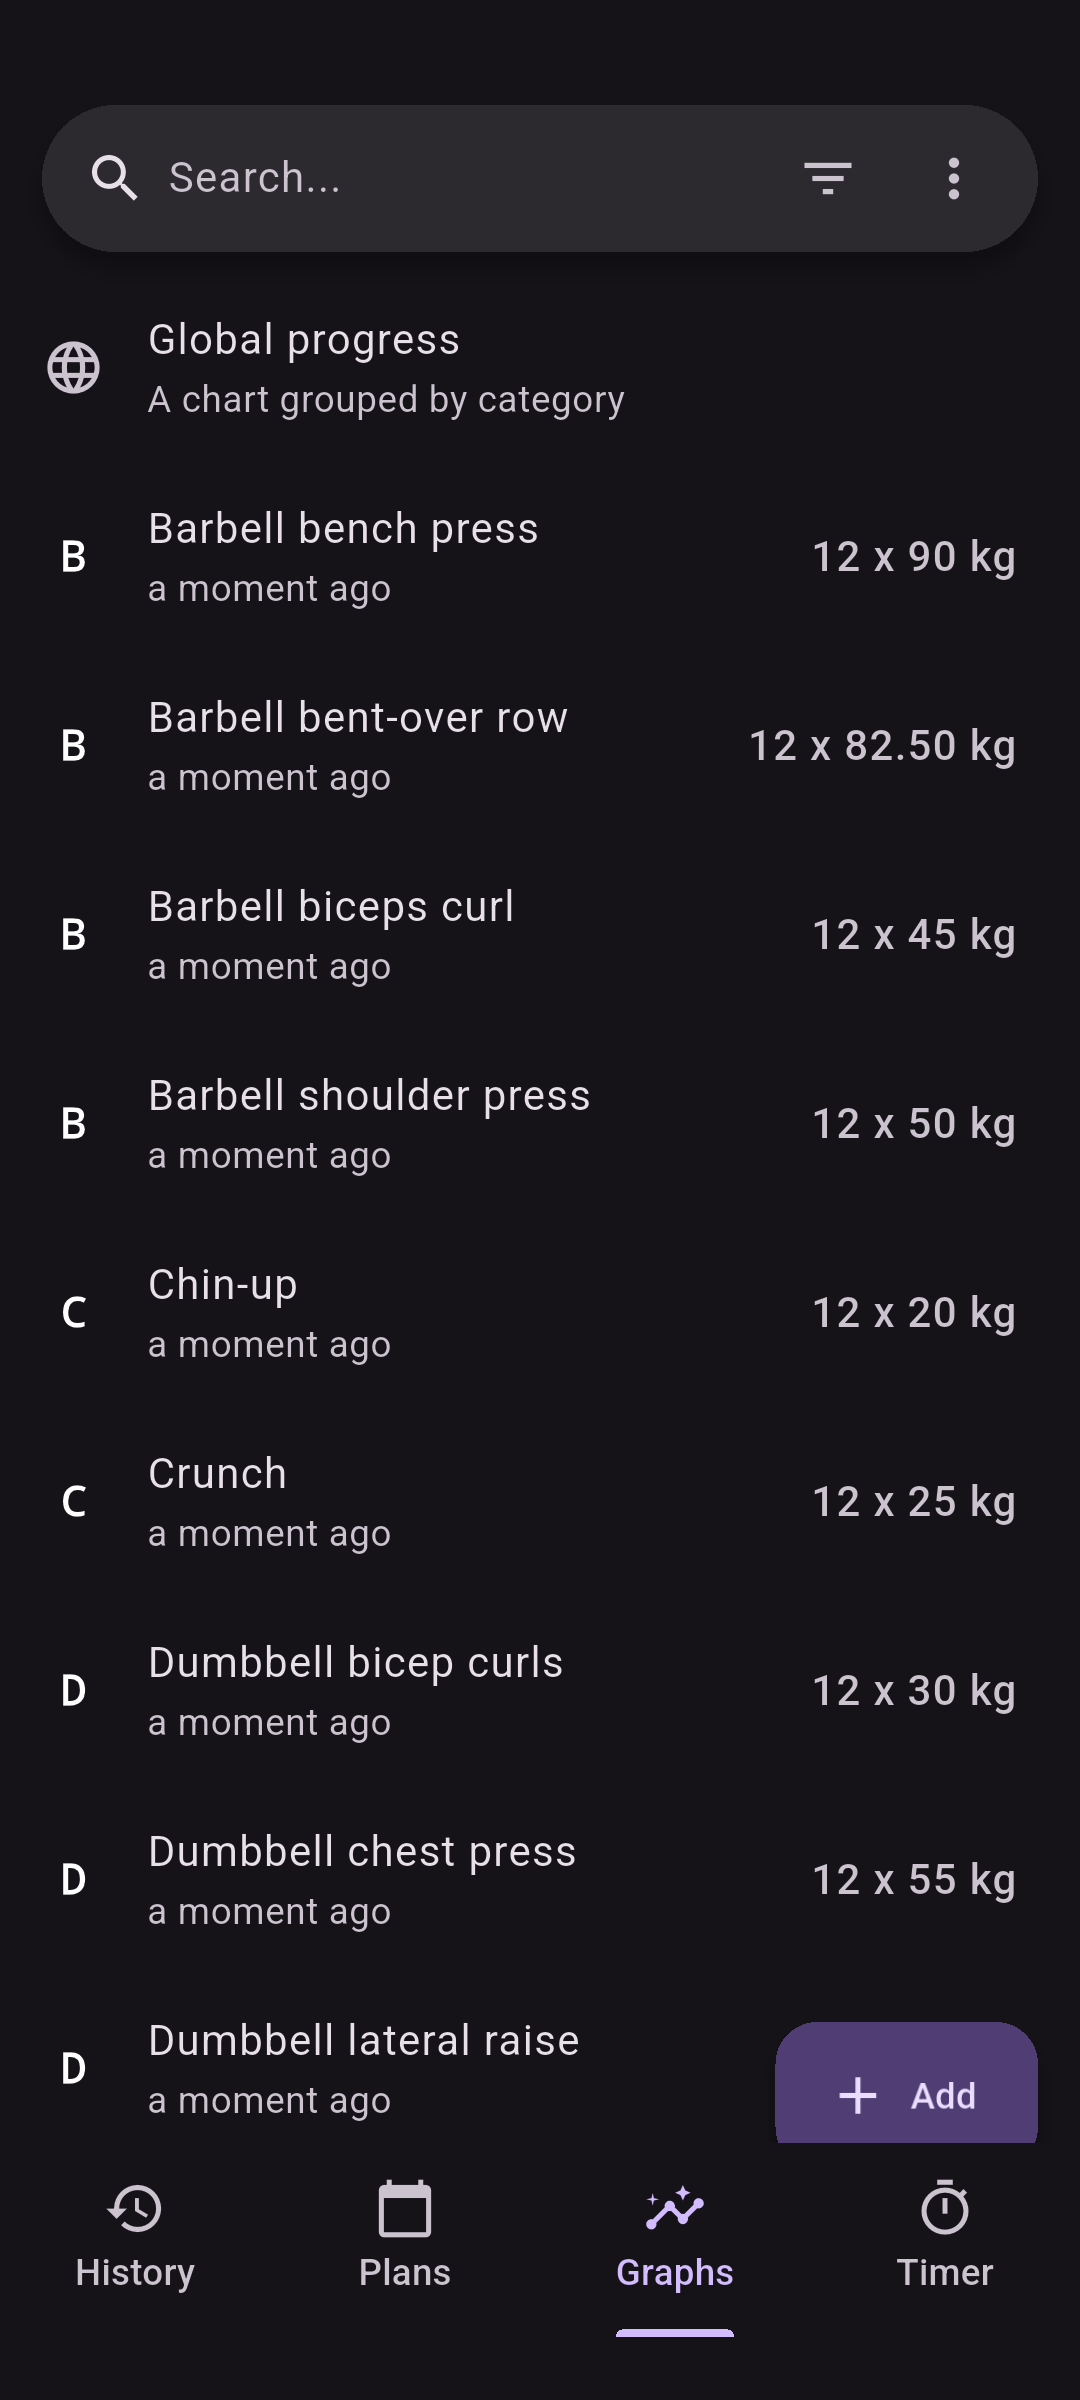 Search...
Global progress
A chart grouped by category
B
Barbell bench press
a moment ago
12 x 90 kg
B
Barbell bent-over row
a moment ago
12 x 82.50 kg
B
Barbell biceps curl
a moment ago
12 x 45 kg
B
Barbell shoulder press
a moment ago
12 x 50 kg
C
Chin-up
a moment ago
12 x 20 kg
C
Crunch
a moment ago
12 x 25 kg
D
Dumbbell bicep curls
a moment ago
12 x 30 kg
D
Dumbbell chest press
a moment ago
12 x 55 kg
D
Dumbbell lateral raise
a moment ago
Add
History
Plans
Graphs
Timer